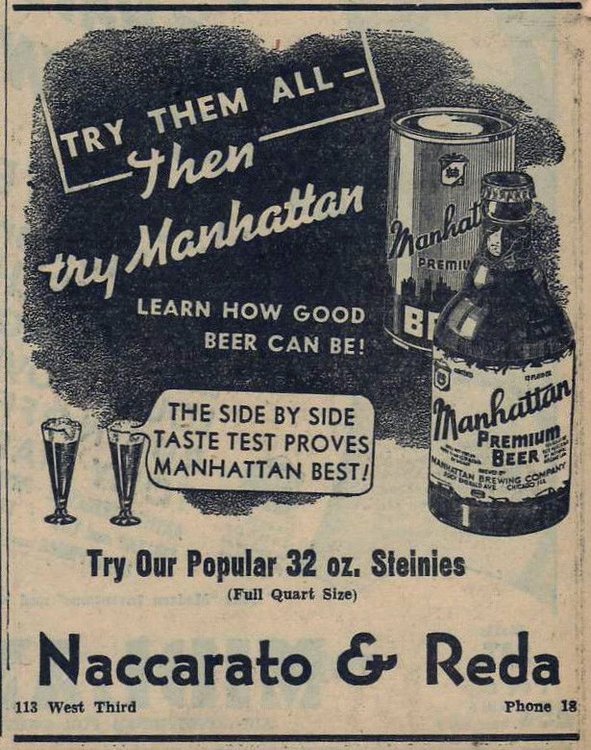 TRY THEM ALL –
Then
try Manhattan
LEARN HOW GOOD
BEER CAN BE!
THE SIDE BY SIDE
TASTE TEST PROVES
MANHATTAN BEST!
Manhat
PREMIU
BE
Manhattan
PREMIUM
BEER
MANHATTAN BREWING COMPANY
CHICAGO ILL
Try Our Popular 32 oz. Steinies
(Full Quart Size)
Naccarato & Reda
113 West Third Phone 18